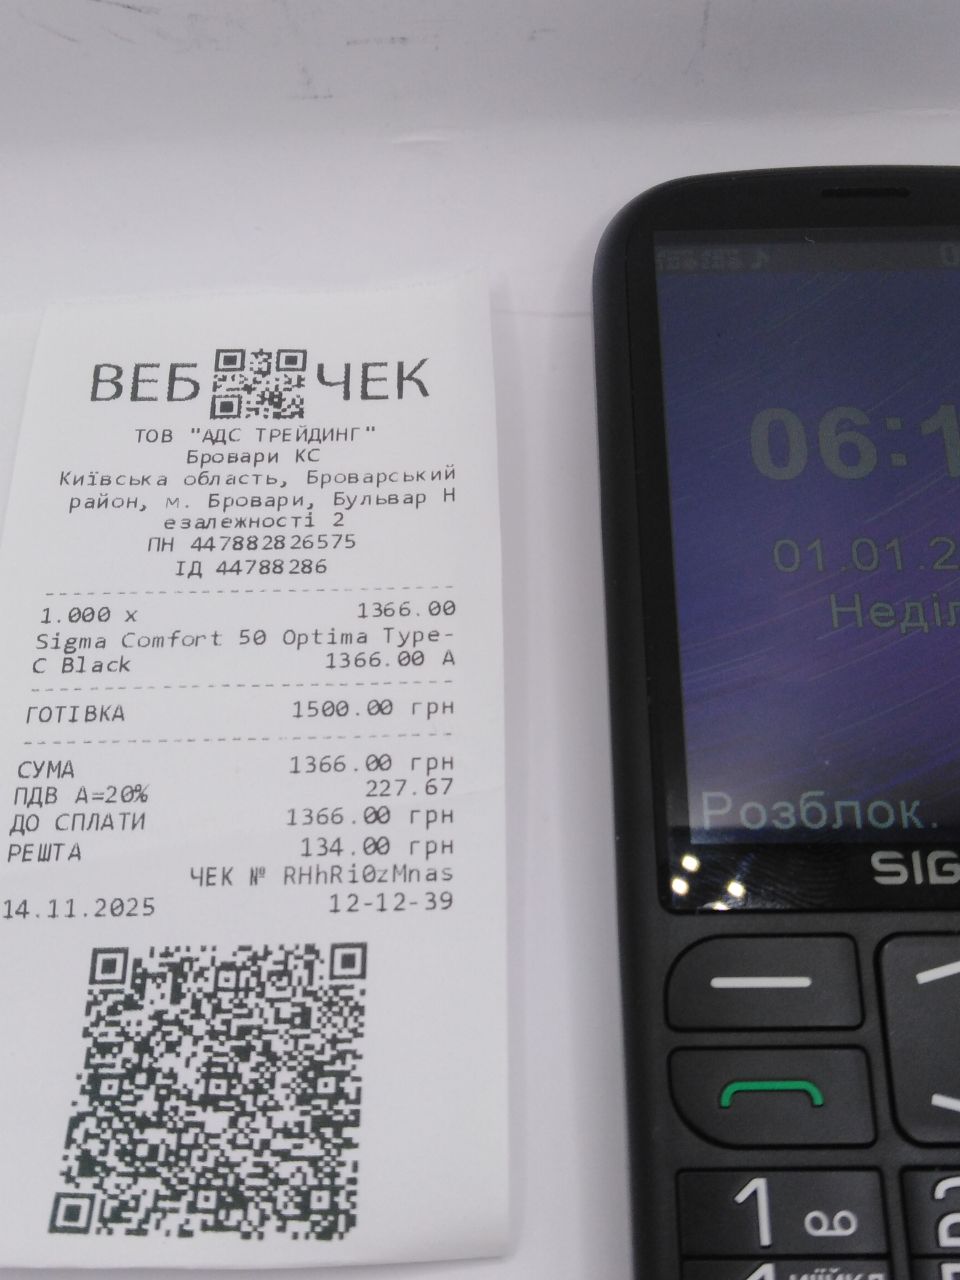 ВЕБ ЧЕК
ТОВ "АДС ТРЕЙДИНГ"
Бровари КС
Київська область, Броварський
район, м. Бровари, Бульвар Н
езалежності 2
ПН 447882826575
ІД 44788286
1.000 x 1366.00
Sigma Comfort 50 Optima Type-
C Black 1366.00 А
ГОТІВКА 1500.00 грн
СУМА 1366.00 грн
ПДВ А=20% 227.67
ДО СПЛАТИ 1366.00 грн
РЕШТА 134.00 грн
ЧЕК № RHhRi0zMnas
14.11.2025 12-12-39
06:1
01.01.2
Неділ
Розблок.
SIG
1
2